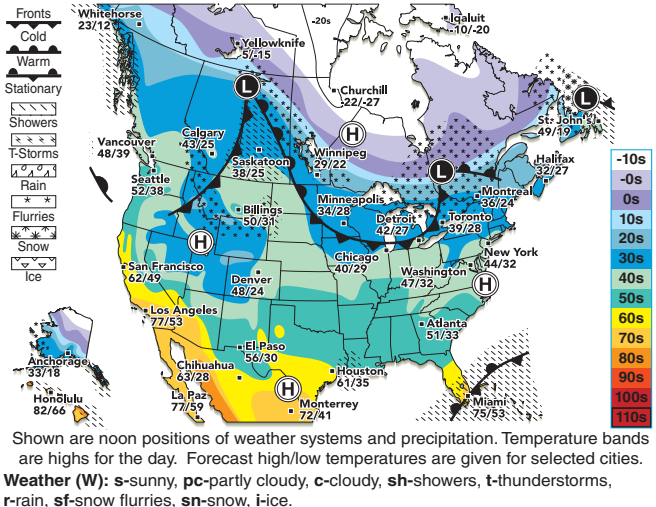 Fronts
Cold
Warm
Stationary
Showers
T-Storms
Rain
Flurries
Snow
Ice
-20s
Whitehorse
23/12
Iqaluit
-10/-20
Yellowknife
5/-15
Churchill
-22/-27
L
L
St. John's
49/19
H
Vancouver
48/39
Calgary
43/25
Saskatoon
38/25
Winnipeg
29/22
Halifax
32/27
L
Seattle
52/38
Billings
50/31
Minneapolis
34/28
Detroit
42/27
Toronto
39/28
Montreal
36/24
H
San Francisco
62/49
Denver
48/24
Chicago
40/29
Washington
47/32
New York
44/32
H
Los Angeles
77/53
Atlanta
51/33
El Paso
56/30
Chihuahua
63/28
Houston
61/35
H
La Paz
77/59
Monterrey
72/41
Miami
75/53
Anchorage
33/18
Honolulu
82/66
-10s
-0s
0s
10s
20s
30s
40s
50s
60s
70s
80s
90s
100s
110s
Shown are noon positions of weather systems and precipitation. Temperature bands
are highs for the day. Forecast high/low temperatures are given for selected cities.
Weather (W): s-sunny, pc-partly cloudy, c-cloudy, sh-showers, t-thunderstorms,
r-rain, sf-snow flurries, sn-snow, i-ice.